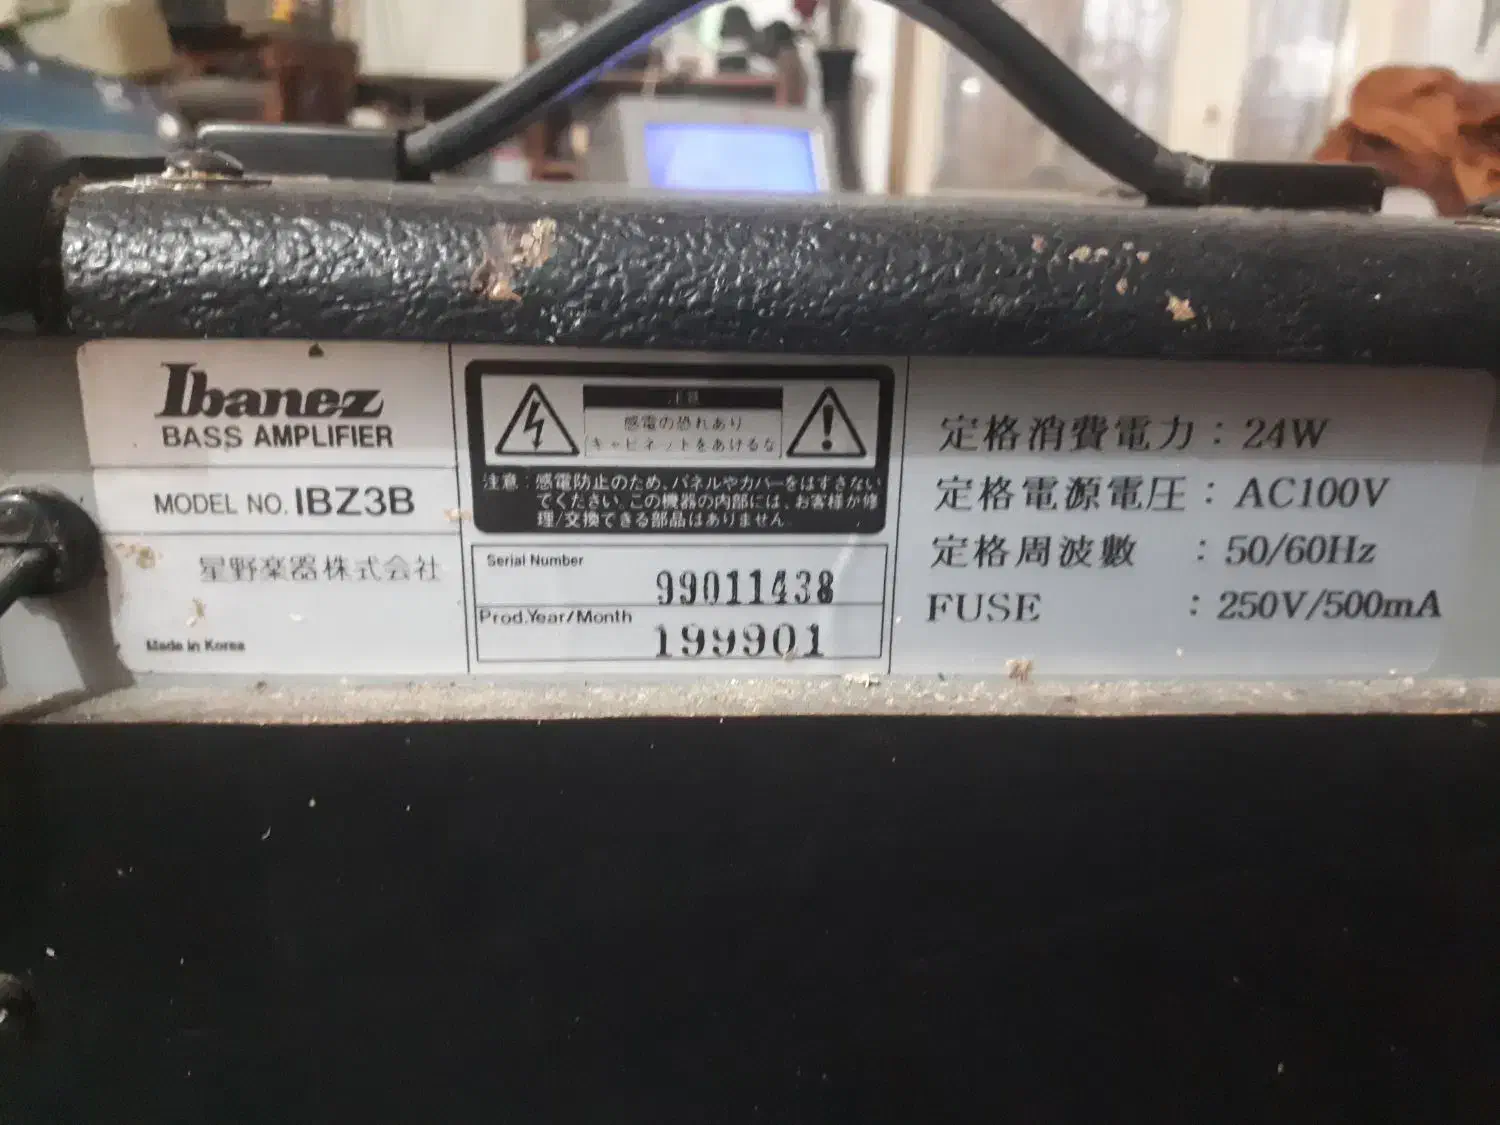 Ibanez
BASS AMPLIFIER
MODEL NO. IBZ3B
星野楽器株式会社
Made in Korea
注意
感電の恐れあり
キャビネットをあけるな
注意：感電防止のため、パネルやカバーをはずさない
でください。この機器の内部には、お客様が修
理/交換できる部品はありません。
Serial Number
99011438
Prod.Year/Month
199901
定格消費電力：24W
定格電源電圧：AC100V
定格周波數：50/60Hz
FUSE：250V/500mA